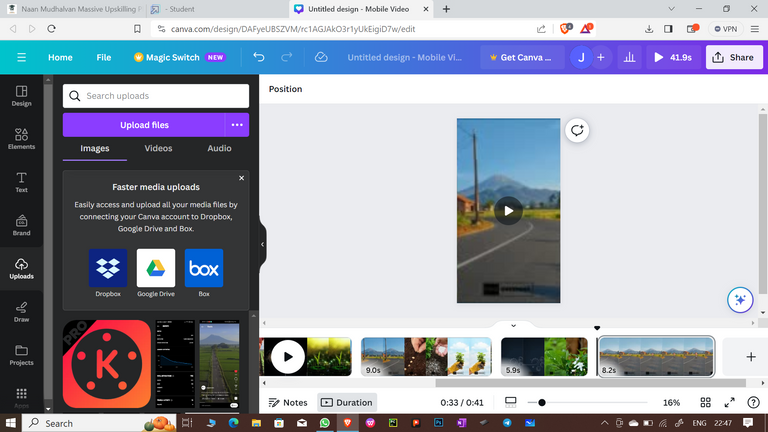 Naan Mudhalvan Massive Upskilling
- Student
Untitled design - Mobile Video
canva.com/design/DAFyeUBSZVM/rc1AGJAkO3r1yUkEigiD7w/edit
VPN
Home
File
Magic Switch
NEW
Untitled design - Mobile Vi...
Get Canva ...
J
41.9s
Share
Design
Elements
Text
Brand
Uploads
Draw
Projects
Apps
Search uploads
Upload files
Images
Videos
Audio
Faster media uploads
Easily access and upload all your media files by
connecting your Canva account to Dropbox,
Google Drive and Box.
box
Dropbox
Google Drive
Box
PRO
K
Position
9.0s
5.9s
8.2s
Notes
Duration
0:33 / 0:41
16%
Search
ENG
22:47